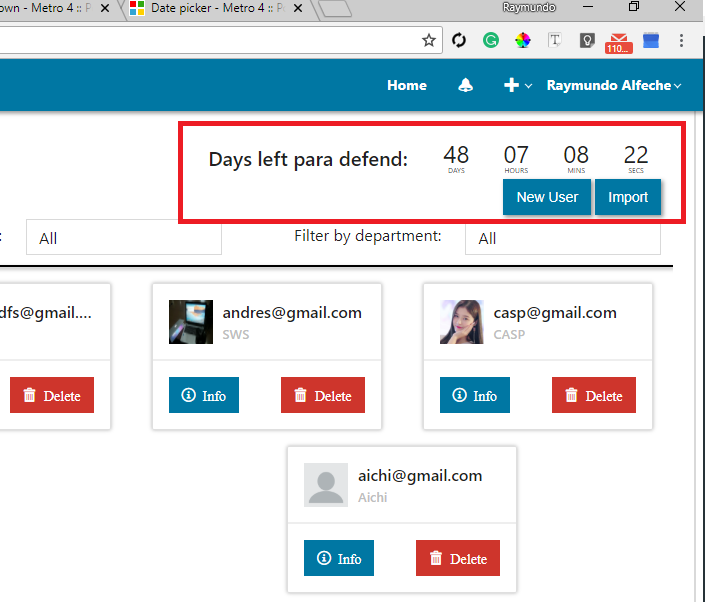 own - Metro 4 :: P
Date picker - Metro 4 :: P
Raymundo
110...
Home
Raymundo Alfeche
Days left para defend:
48 07 08 22
DAYS HOURS MINS SECS
New User Import
: All Filter by department: All
dfs@gmail.... andres@gmail.com casp@gmail.com
SWS CASP
Delete Info Delete Info Delete
aichi@gmail.com
Aichi
Info Delete